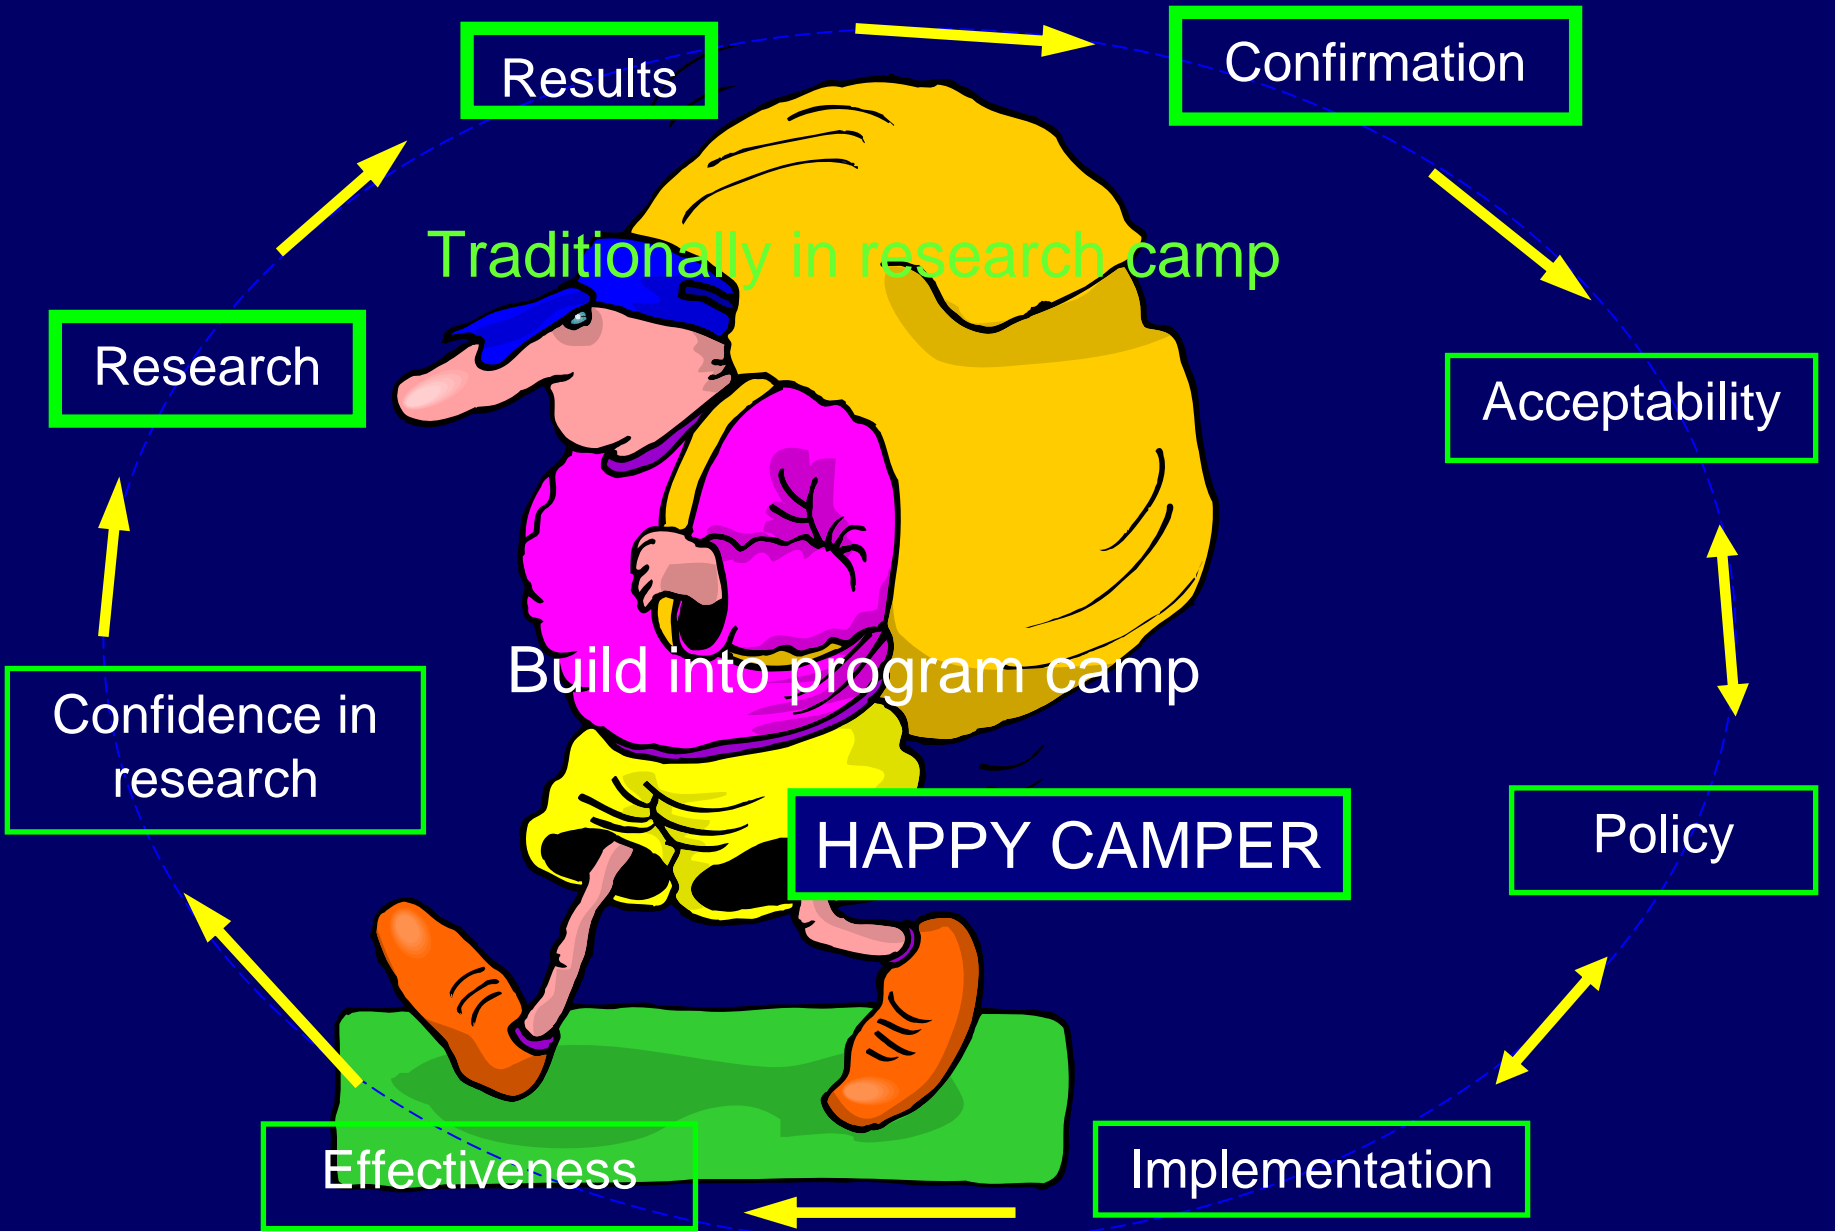 Results
Confirmation
Traditionally in research camp
Research
Acceptability
Build into program camp
Confidence in
research
HAPPY CAMPER
Policy
Effectiveness
Implementation